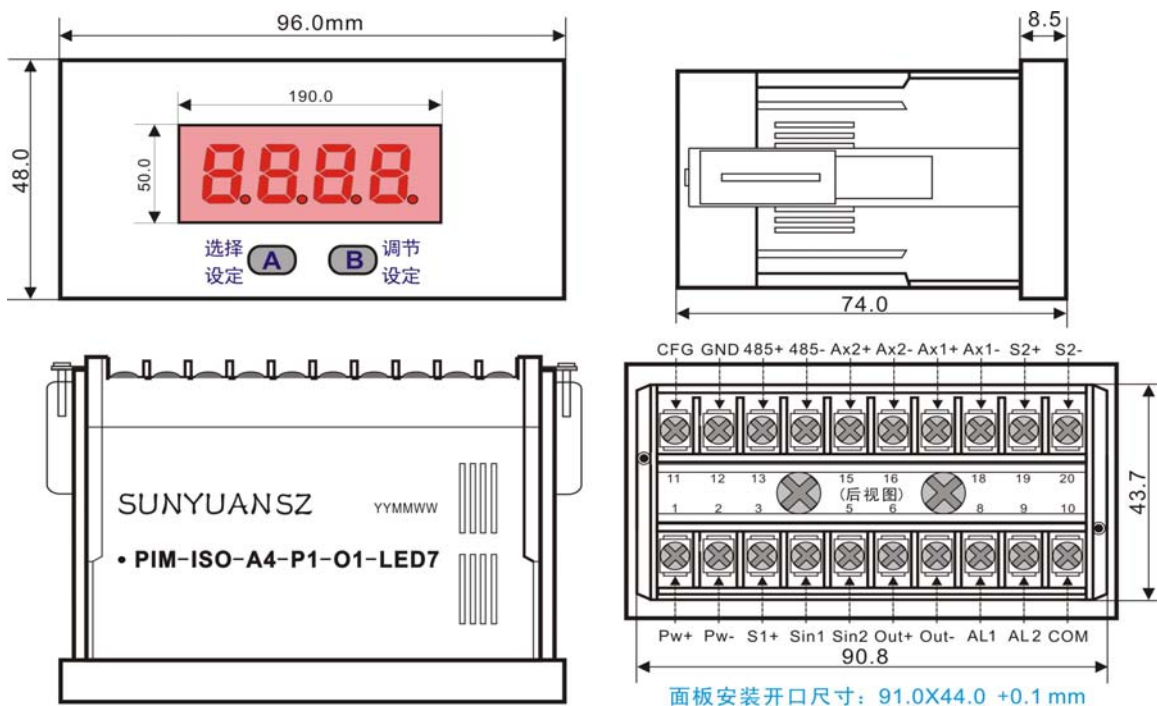 96.0mm
8.5
190.0
48.0
50.0
8.8.8.8.
选择
设定
A
B
调节
设定
74.0
CFG GND 485+ 485- Ax2+ Ax2- Ax1+ Ax1- S2+ S2-
11 12 13 15 16 18 19 20
(后视图)
1 2 3 5 6 8 9 10
43.7
SUNYUANSZ
YYMMWW
• PIM-ISO-A4-P1-O1-LED7
Pw+ Pw- S1+ Sin1 Sin2 Out+ Out- AL1 AL2 COM
90.8
面板安装开口尺寸: 91.0X44.0 +0.1 mm